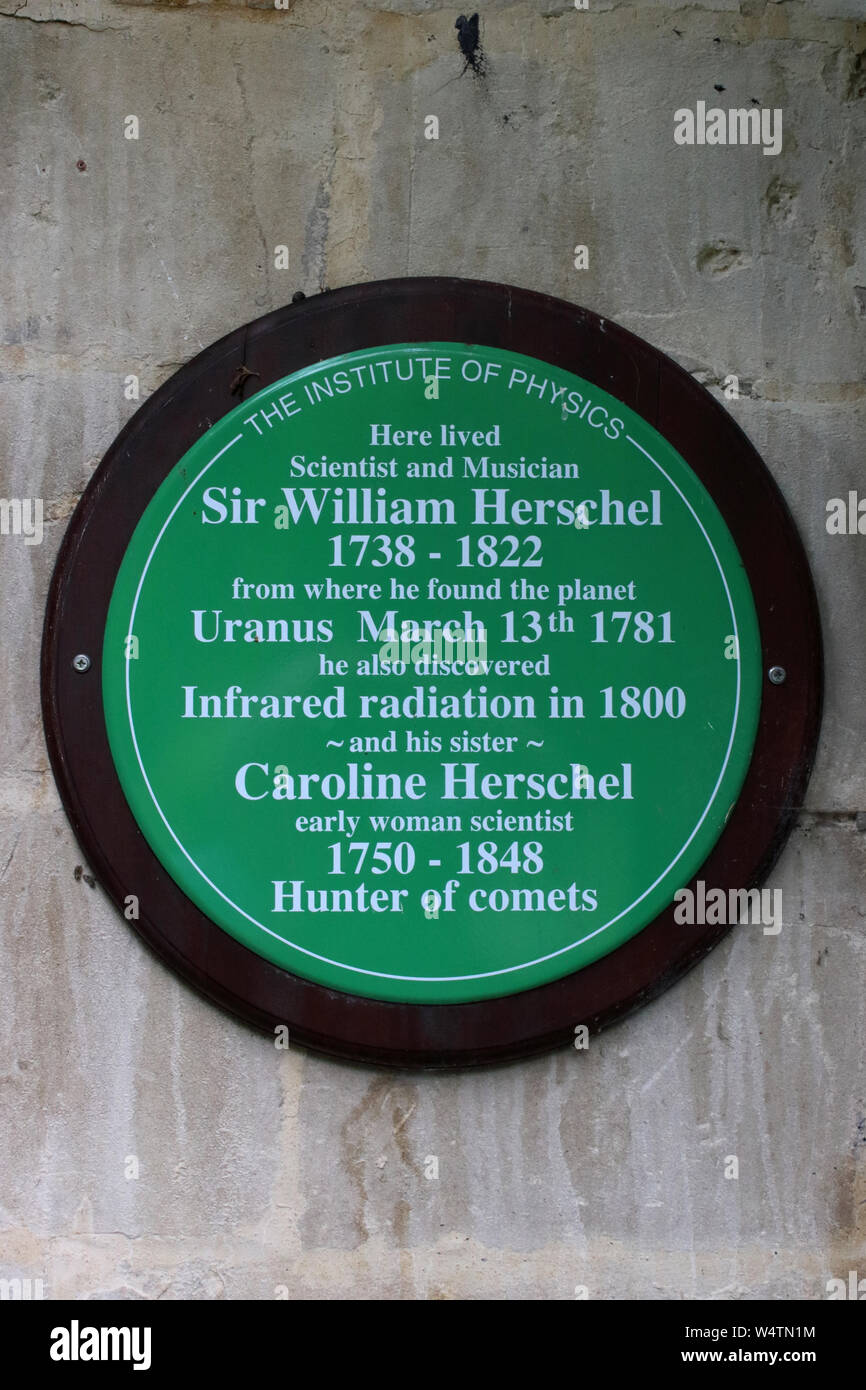 THE INSTITUTE OF PHYSICS
Here lived
Scientist and Musician
Sir William Herschel
1738 - 1822
from where he found the planet
Uranus March 13th 1781
he also discovered
Infrared radiation in 1800
~ and his sister ~
Caroline Herschel
early woman scientist
1750 - 1848
Hunter of comets
alamy
alamy
Image ID: W4TN1M
www.alamy.com